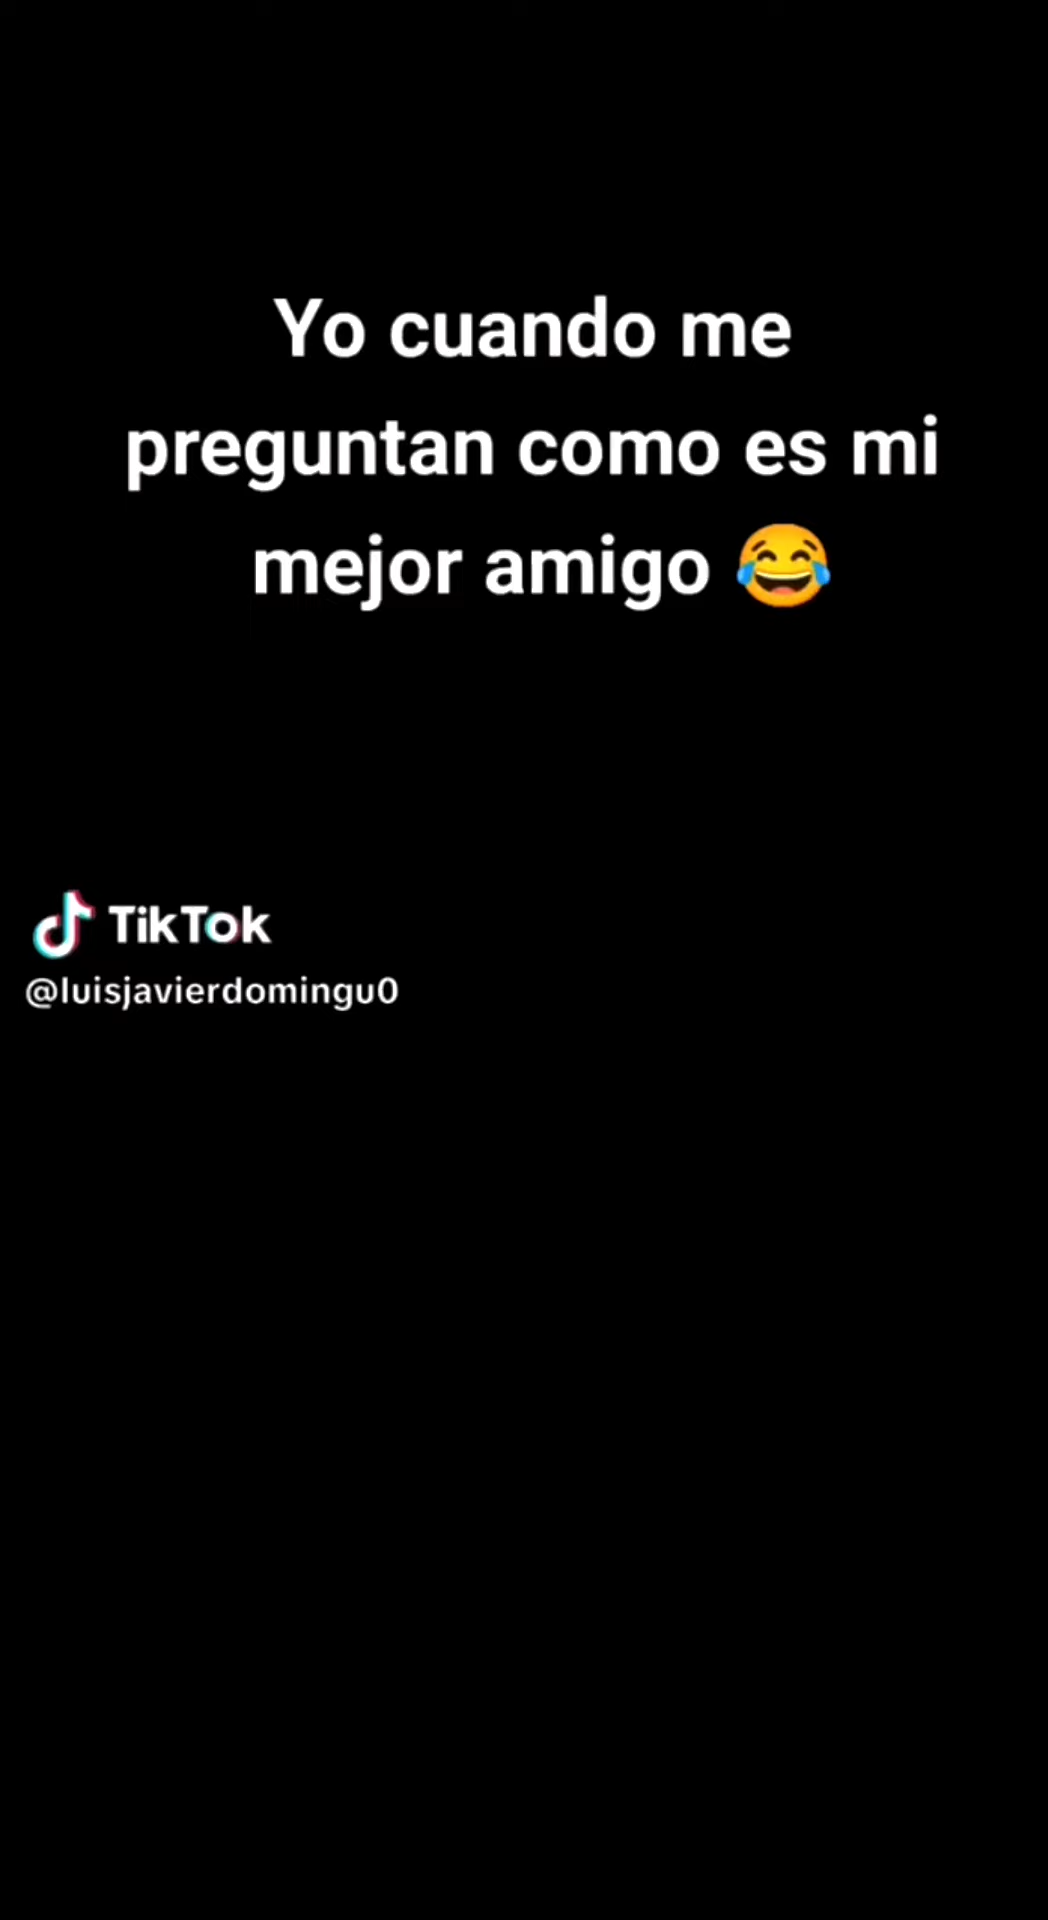 Yo cuando me
preguntan como es mi
mejor amigo 😂
TikTok
@luisjavierdomingu0